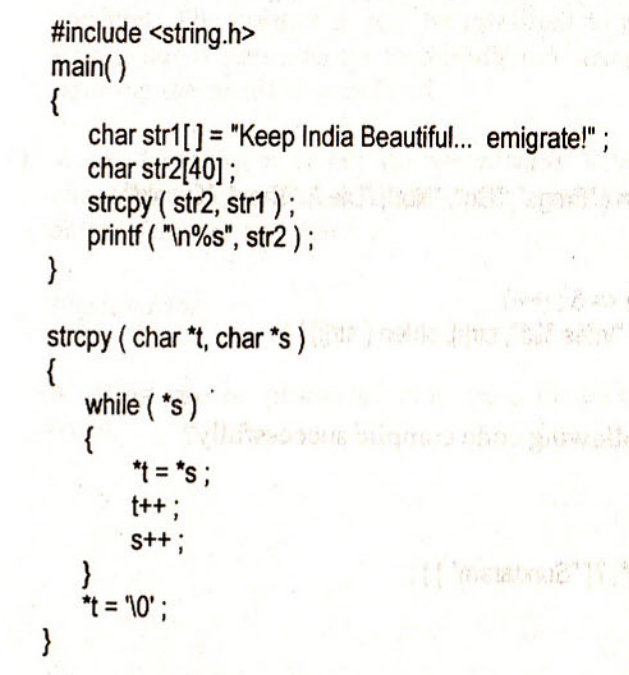 #include <string.h>
main( )
{
char str1[ ] = "Keep India Beautiful... emigrate!" ;
char str2[40] ;
strcpy ( str2, str1 ) ;
printf ( "\n%s", str2 ) ;
}
strcpy ( char *t, char *s )
{
while ( *s )
{
*t = *s ;
t++ ;
s++ ;
}
*t = '\0' ;
}